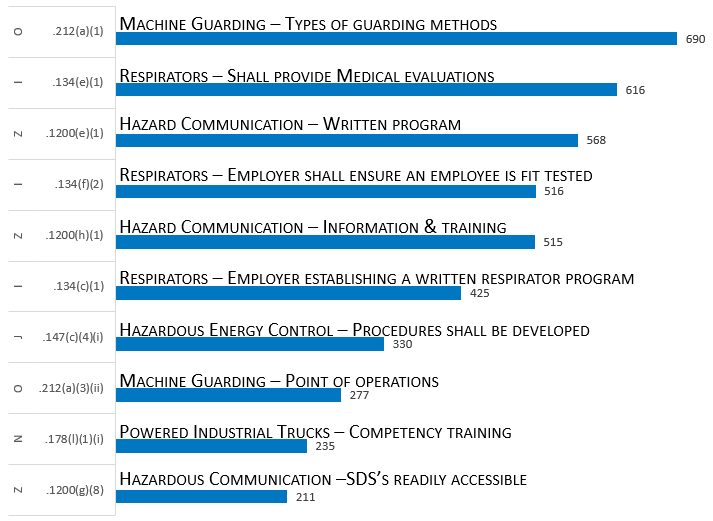 O .212(a)(1) Machine Guarding – Types of guarding methods 690
I .134(e)(1) Respirators – Shall provide Medical evaluations 616
Z .1200(e)(1) Hazard Communication – Written program 568
I .134(f)(2) Respirators – Employer shall ensure an employee is fit tested 516
Z .1200(h)(1) Hazard Communication – Information & training 515
I .134(c)(1) Respirators – Employer establishing a written respirator program 425
J .147(c)(4)(i) Hazardous Energy Control – Procedures shall be developed 330
O .212(a)(3)(ii) Machine Guarding – Point of operations 277
N .178(l)(1)(i) Powered Industrial Trucks – Competency training 235
Z .1200(g)(8) Hazardous Communication –SDS's readily accessible 211